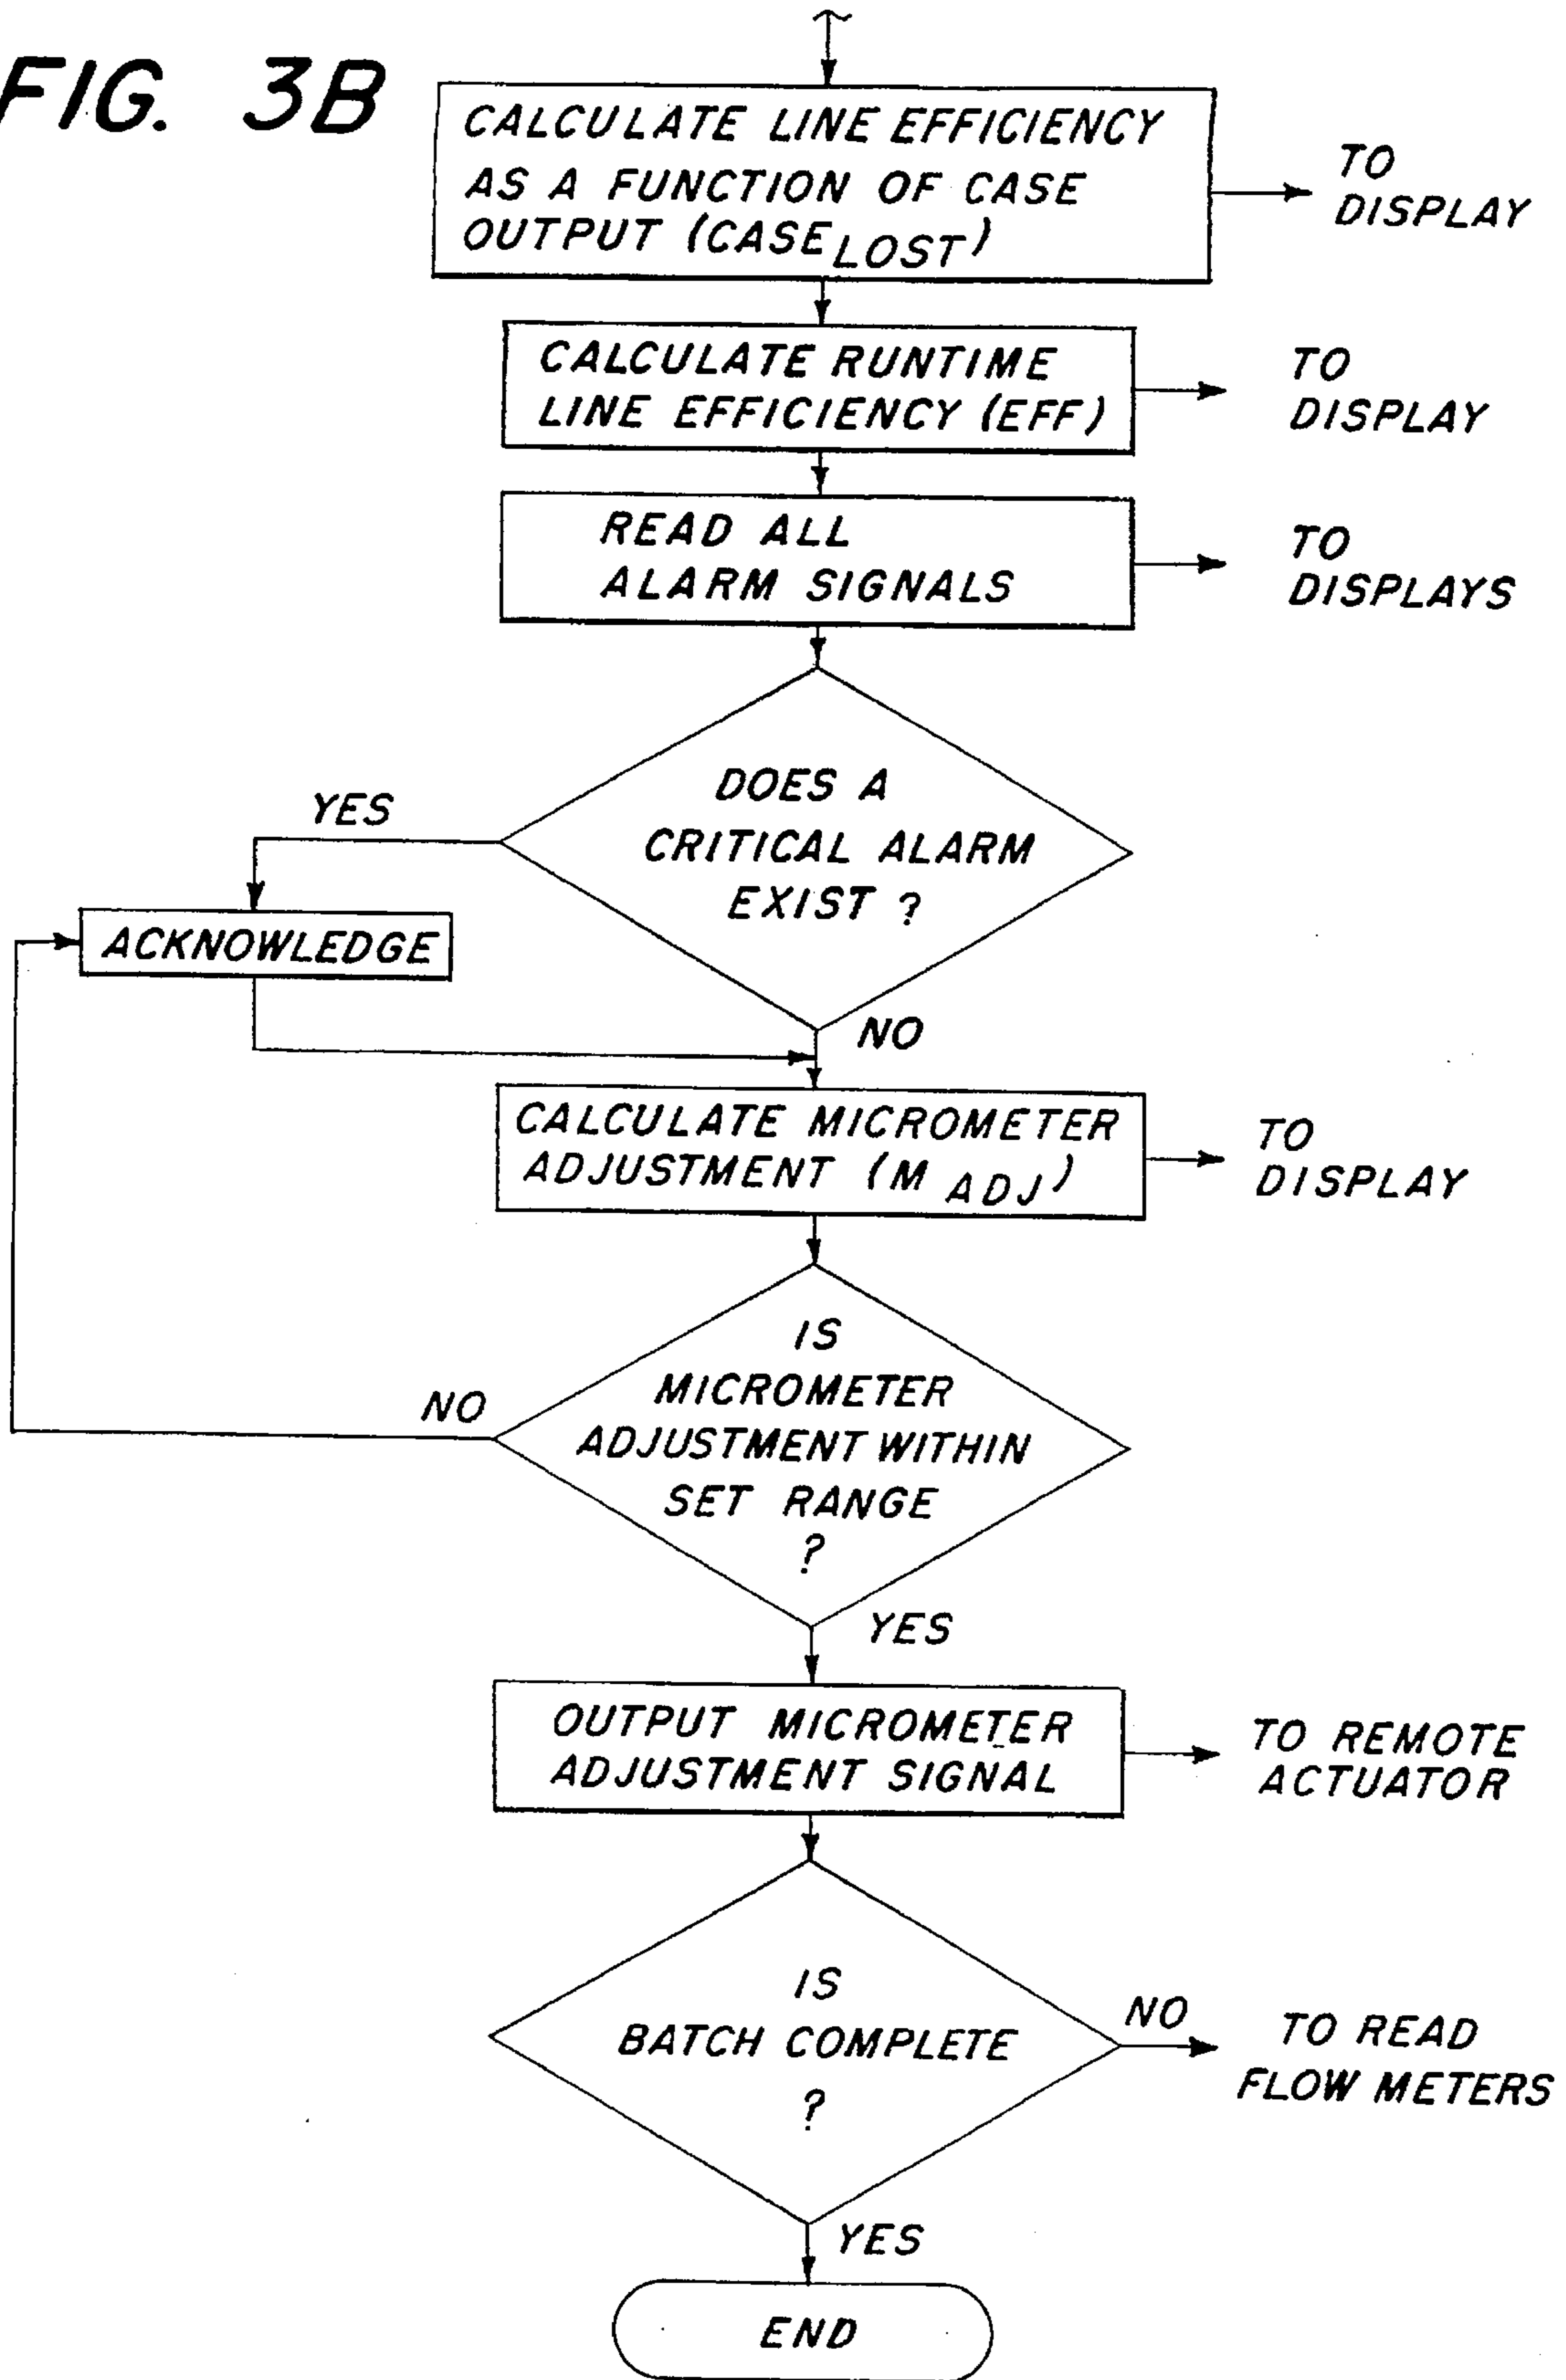 FIG. 3B
CALCULATE LINE EFFICIENCY
AS A FUNCTION OF CASE
OUTPUT (CASE LOST)
TO
DISPLAY
CALCULATE RUNTIME
LINE EFFICIENCY (EFF)
TO
DISPLAY
READ ALL
ALARM SIGNALS
TO
DISPLAYS
DOES A
CRITICAL ALARM
EXIST ?
YES
ACKNOWLEDGE
NO
CALCULATE MICROMETER
ADJUSTMENT (M ADJ)
TO
DISPLAY
IS
MICROMETER
ADJUSTMENT WITHIN
SET RANGE
?
NO
YES
OUTPUT MICROMETER
ADJUSTMENT SIGNAL
TO REMOTE
ACTUATOR
IS
BATCH COMPLETE
?
NO
TO READ
FLOW METERS
YES
END